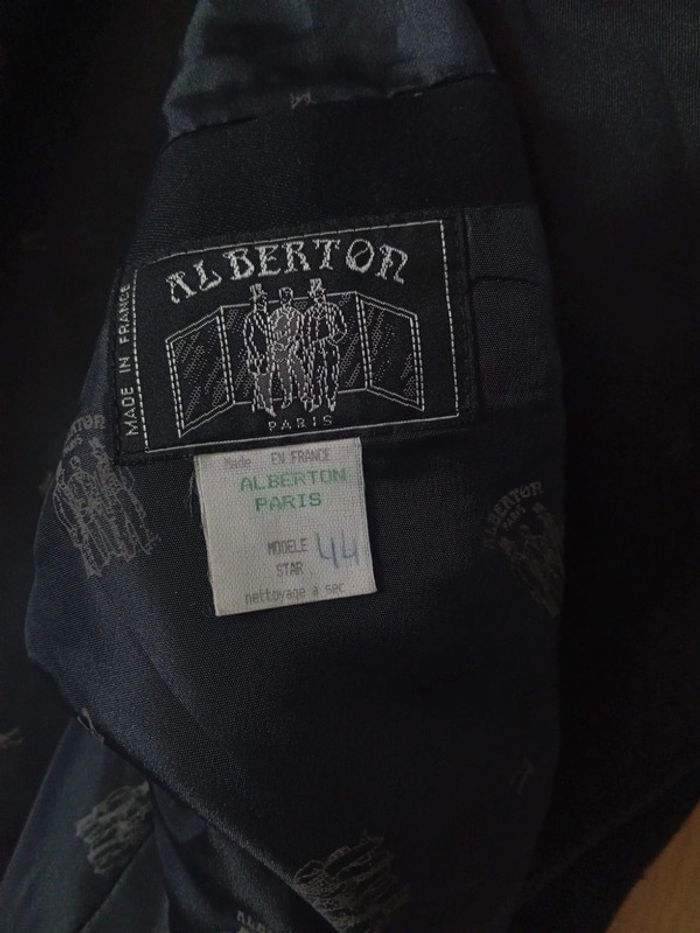 ALBERTON
MADE IN FRANCE
PARIS
Made EN FRANCE
ALBERTON
PARIS
MODELE 44
STAR
nettoyage à sec
ALBERTON
PARIS
ALBERTON
PARIS